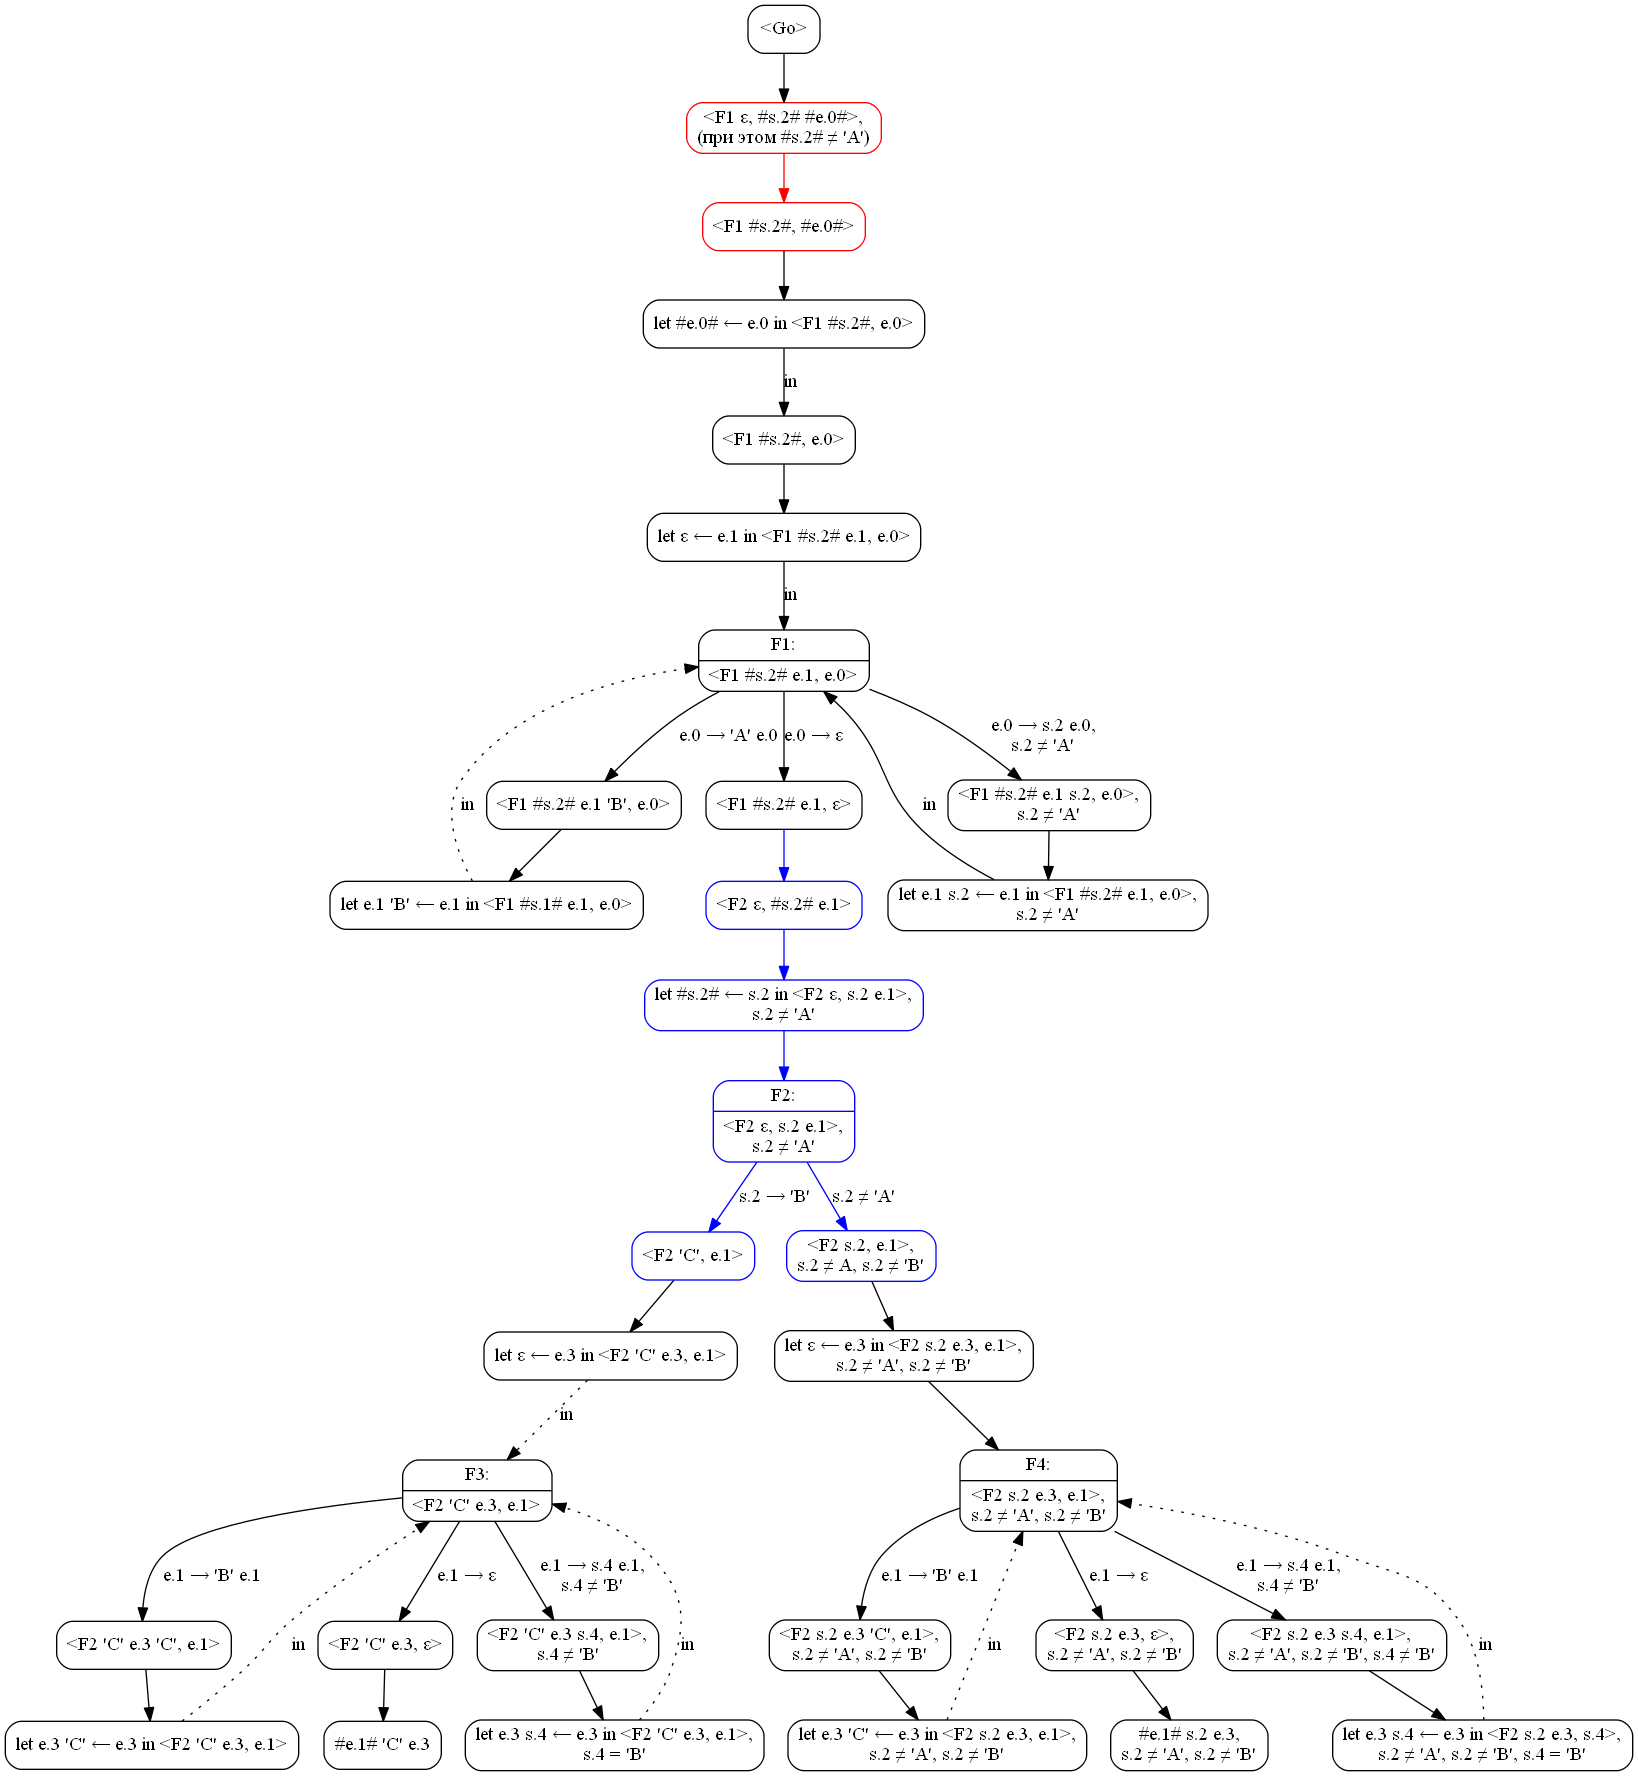 <Go>
<F1 ε, #s.2# #e.0#>,
(при этом #s.2# ≠ 'A')
<F1 #s.2#, #e.0#>
let #e.0# ← e.0 in <F1 #s.2#, e.0>
in
<F1 #s.2#, e.0>
let ε ← e.1 in <F1 #s.2# e.1, e.0>
in
F1:
<F1 #s.2# e.1, e.0>
e.0 → 'A' e.0
e.0 → ε
e.0 → s.2 e.0,
s.2 ≠ 'A'
in
<F1 #s.2# e.1 'B', e.0>
<F1 #s.2# e.1, ε>
in
<F1 #s.2# e.1 s.2, e.0>,
s.2 ≠ 'A'
let e.1 'B' ← e.1 in <F1 #s.1# e.1, e.0>
<F2 ε, #s.2# e.1>
let e.1 s.2 ← e.1 in <F1 #s.2# e.1, e.0>,
s.2 ≠ 'A'
let #s.2# ← s.2 in <F2 ε, s.2 e.1>,
s.2 ≠ 'A'
F2:
<F2 ε, s.2 e.1>,
s.2 ≠ 'A'
s.2 → 'B'
s.2 ≠ 'A'
<F2 'C', e.1>
<F2 s.2, e.1>,
s.2 ≠ A, s.2 ≠ 'B'
let ε ← e.3 in <F2 'C' e.3, e.1>
let ε ← e.3 in <F2 s.2 e.3, e.1>,
s.2 ≠ 'A', s.2 ≠ 'B'
in
F3:
<F2 'C' e.3, e.1>
F4:
<F2 s.2 e.3, e.1>,
s.2 ≠ 'A', s.2 ≠ 'B'
e.1 → 'B' e.1
e.1 → ε
e.1 → s.4 e.1,
s.4 ≠ 'B'
e.1 → 'B' e.1
e.1 → ε
e.1 → s.4 e.1,
s.4 ≠ 'B'
<F2 'C' e.3 'C', e.1>
in
<F2 'C' e.3, ε>
<F2 'C' e.3 s.4, e.1>,
s.4 ≠ 'B'
in
<F2 s.2 e.3 'C', e.1>,
s.2 ≠ 'A', s.2 ≠ 'B'
in
<F2 s.2 e.3, ε>,
s.2 ≠ 'A', s.2 ≠ 'B'
<F2 s.2 e.3 s.4, e.1>,
s.2 ≠ 'A', s.2 ≠ 'B', s.4 ≠ 'B'
in
let e.3 'C' ← e.3 in <F2 'C' e.3, e.1>
#e.1# 'C' e.3
let e.3 s.4 ← e.3 in <F2 'C' e.3, e.1>,
s.4 = 'B'
let e.3 'C' ← e.3 in <F2 s.2 e.3, e.1>,
s.2 ≠ 'A', s.2 ≠ 'B'
#e.1# s.2 e.3,
s.2 ≠ 'A', s.2 ≠ 'B'
let e.3 s.4 ← e.3 in <F2 s.2 e.3, s.4>,
s.2 ≠ 'A', s.2 ≠ 'B', s.4 = 'B'